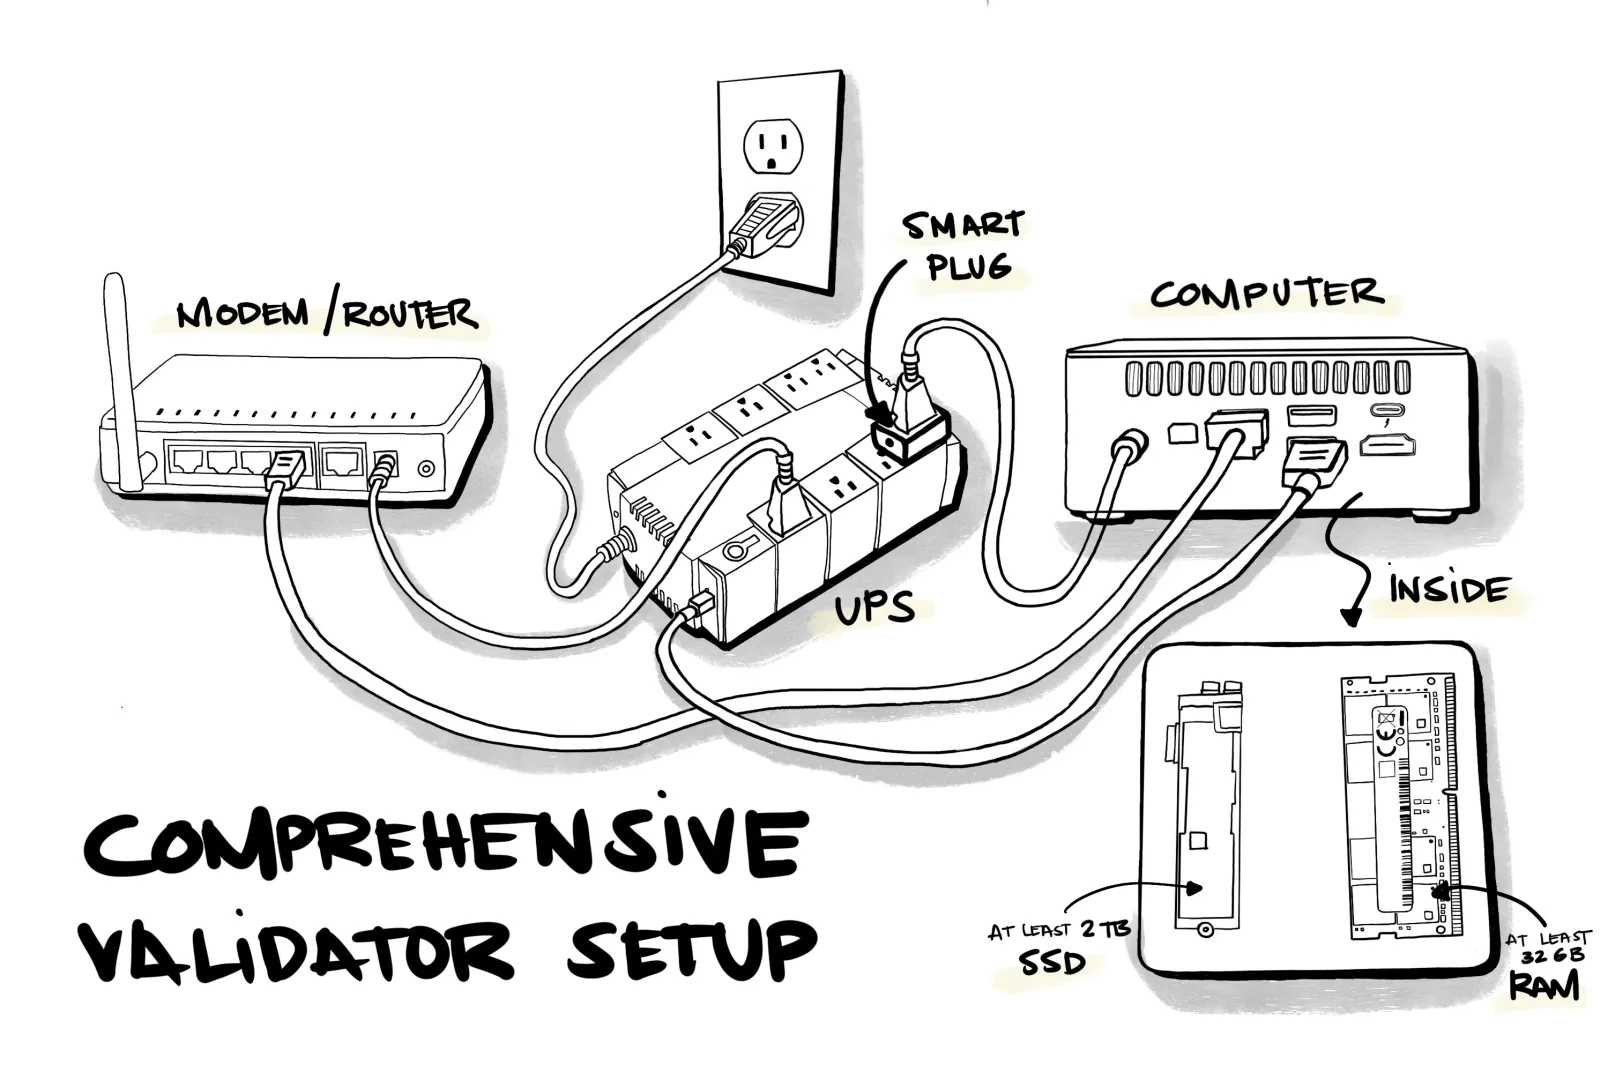 SMART
PLUG
COMPUTER
MODEM / ROUTER
UPS
INSIDE
CE
AT LEAST 2 TB
SSD
AT LEAST
32 GB
RAM
COMPREHENSIVE
VALIDATOR SETUP